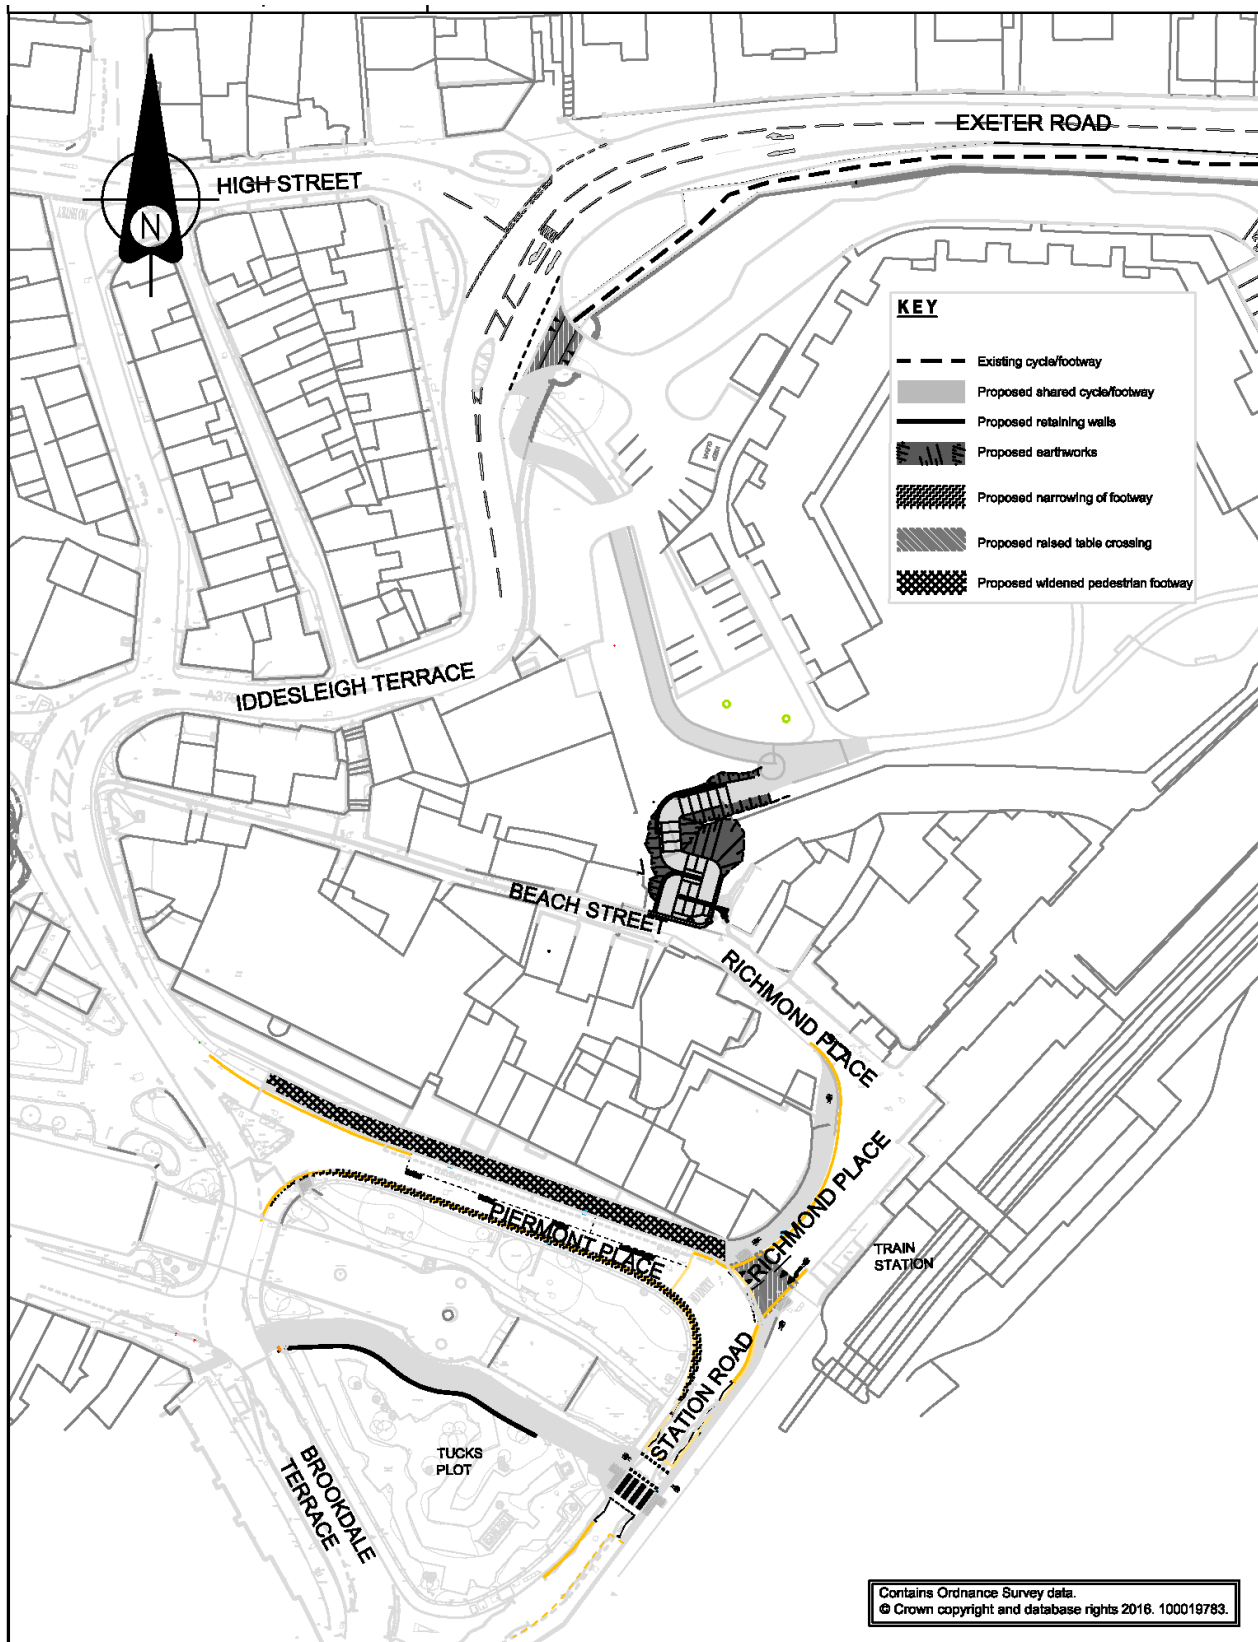 EXETER ROAD
HIGH STREET
NO ENTRY
N
KEY
Existing cycle/footway
Proposed shared cycle/footway
Proposed retaining walls
Proposed earthworks
Proposed narrowing of footway
Proposed raised table crossing
Proposed widened pedestrian footway
IDDESLEIGH TERRACE
BEACH STREET
RICHMOND PLACE
RICHMOND PLACE
PIERMONT PLACE
TRAIN
STATION
STATION ROAD
TUCKS
PLOT
BROOKDALE
TERRACE
Contains Ordnance Survey data.
© Crown copyright and database rights 2016. 100019783.